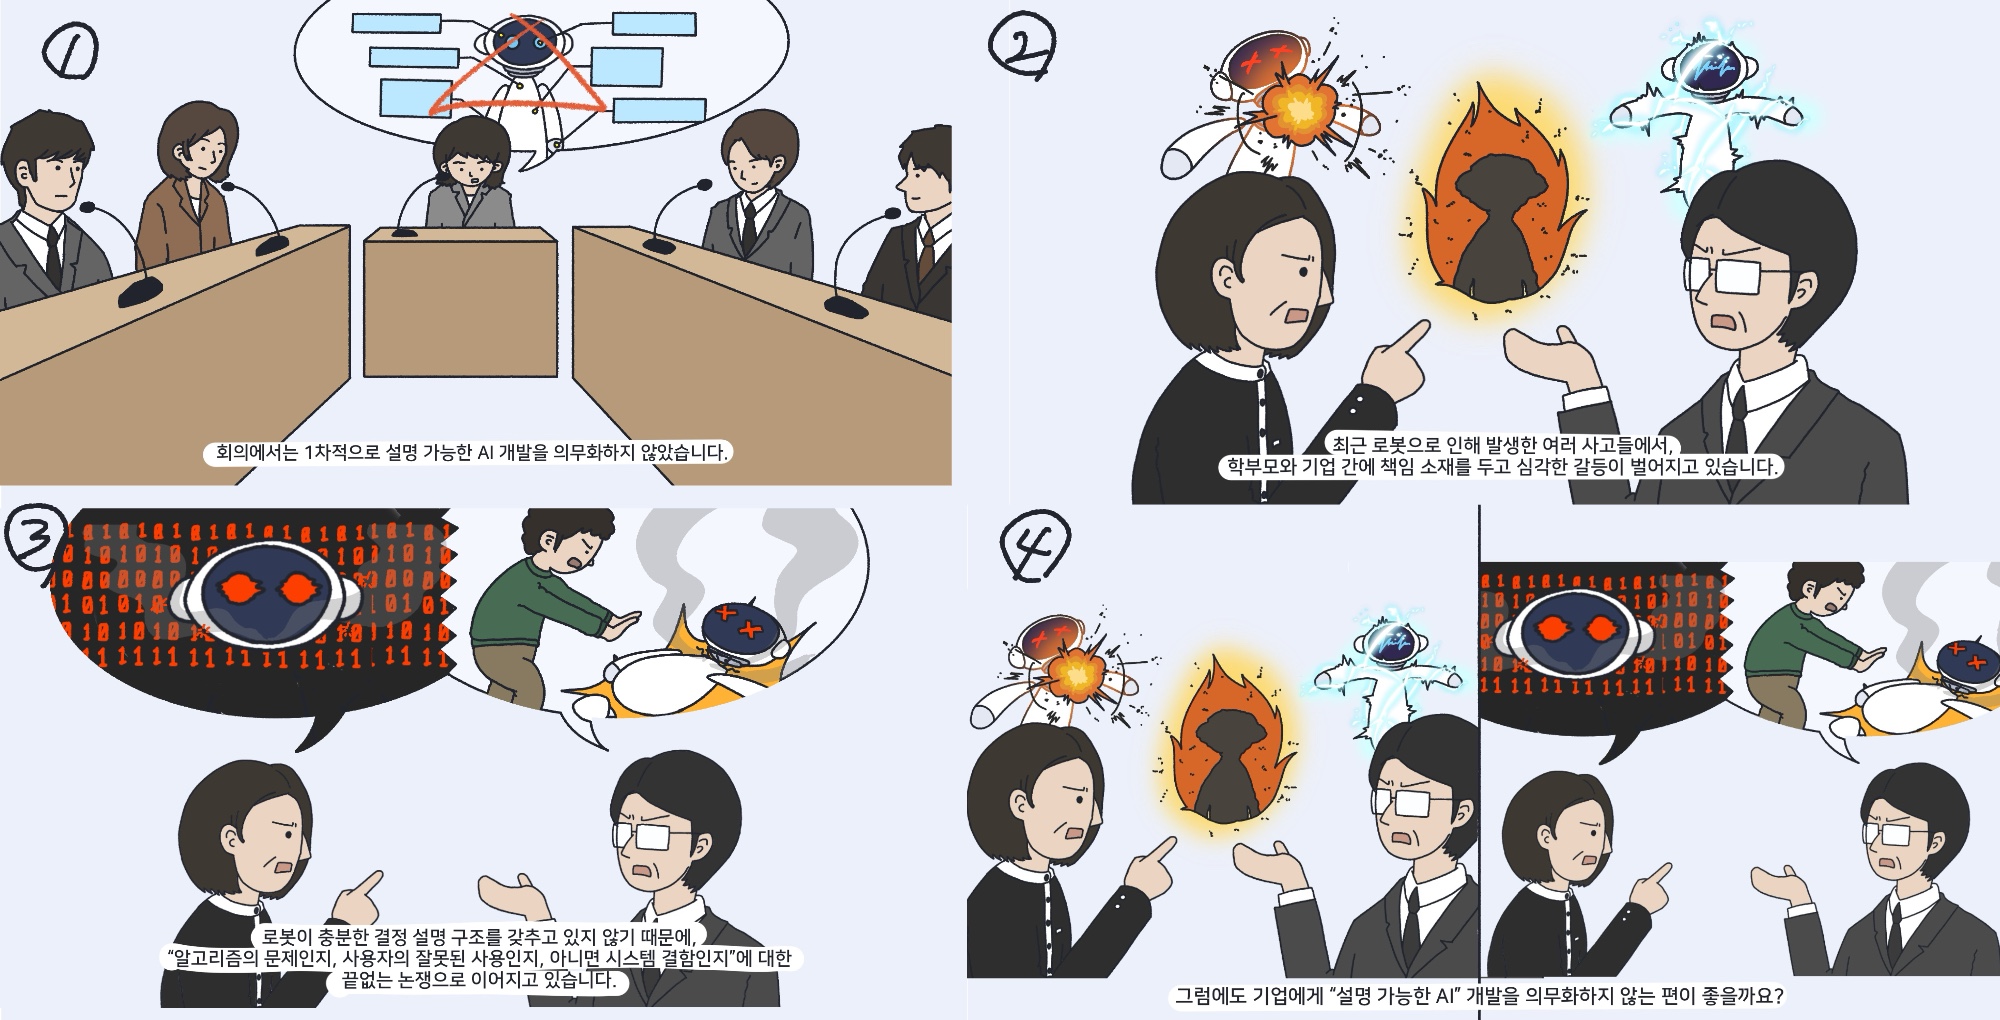 ①
회의에서는 1차적으로 설명 가능한 AI 개발을 의무화하지 않았습니다.
②
최근 로봇으로 인해 발생한 여러 사고들에서,
학부모와 기업 간에 책임 소재를 두고 심각한 갈등이 벌어지고 있습니다.
③
로봇이 충분한 결정 설명 구조를 갖추고 있지 않기 때문에,
“알고리즘의 문제인지, 사용자의 잘못된 사용인지, 아니면 시스템 결함인지”에 대한
끝없는 논쟁으로 이어지고 있습니다.
④
그럼에도 기업에게 “설명 가능한 AI” 개발을 의무화하지 않는 편이 좋을까요?